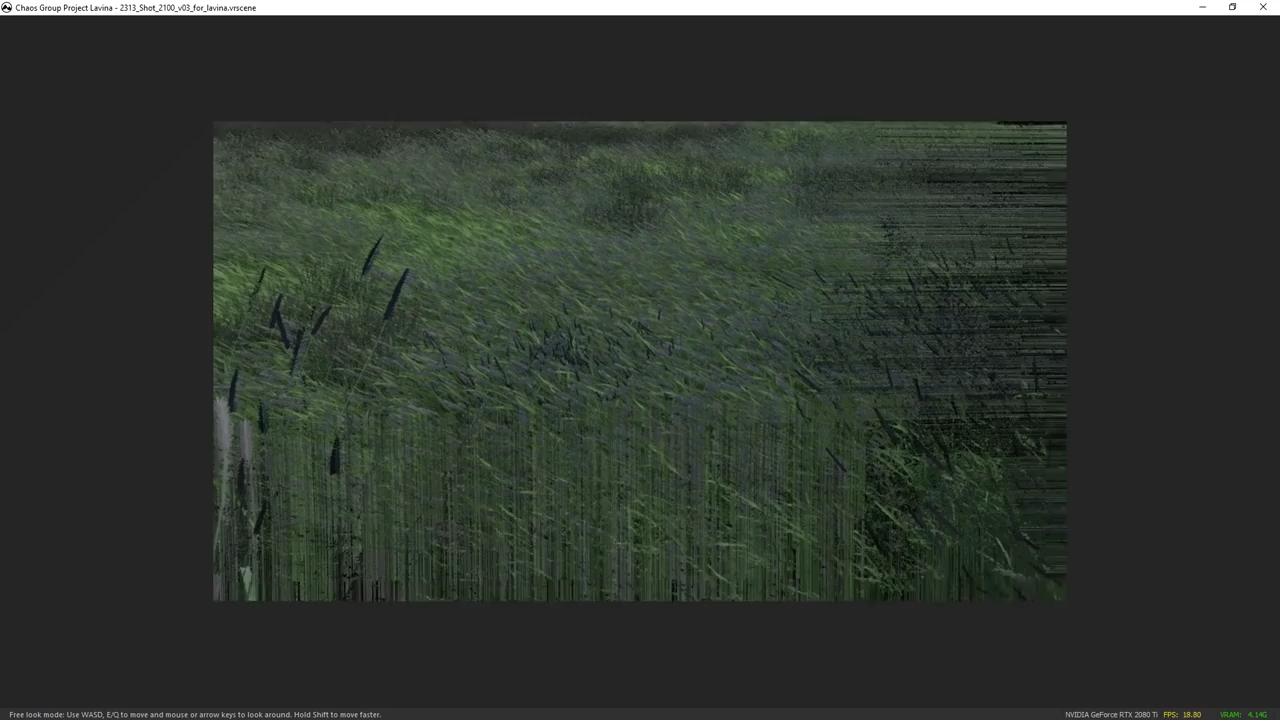 Chaos Group Project Lavina - 2313_Shot_2100_v03_for_lavina.vrscene
Free look mode: Use WASD, E/Q to move and mouse or arrow keys to look around. Hold Shift to move faster.
NVIDIA GeForce RTX 2080 Ti FPS: 18.80 VRAM: 4.14G